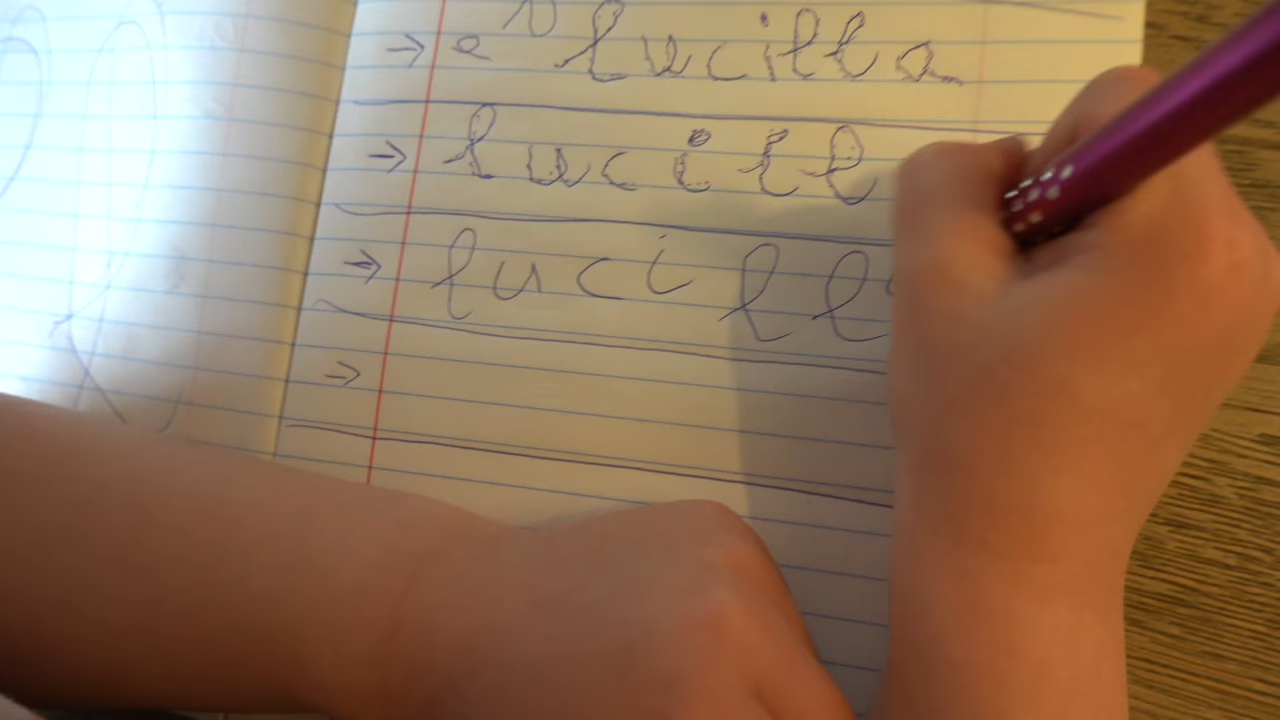 → e lucilla
→ lucill
→ lucill
→